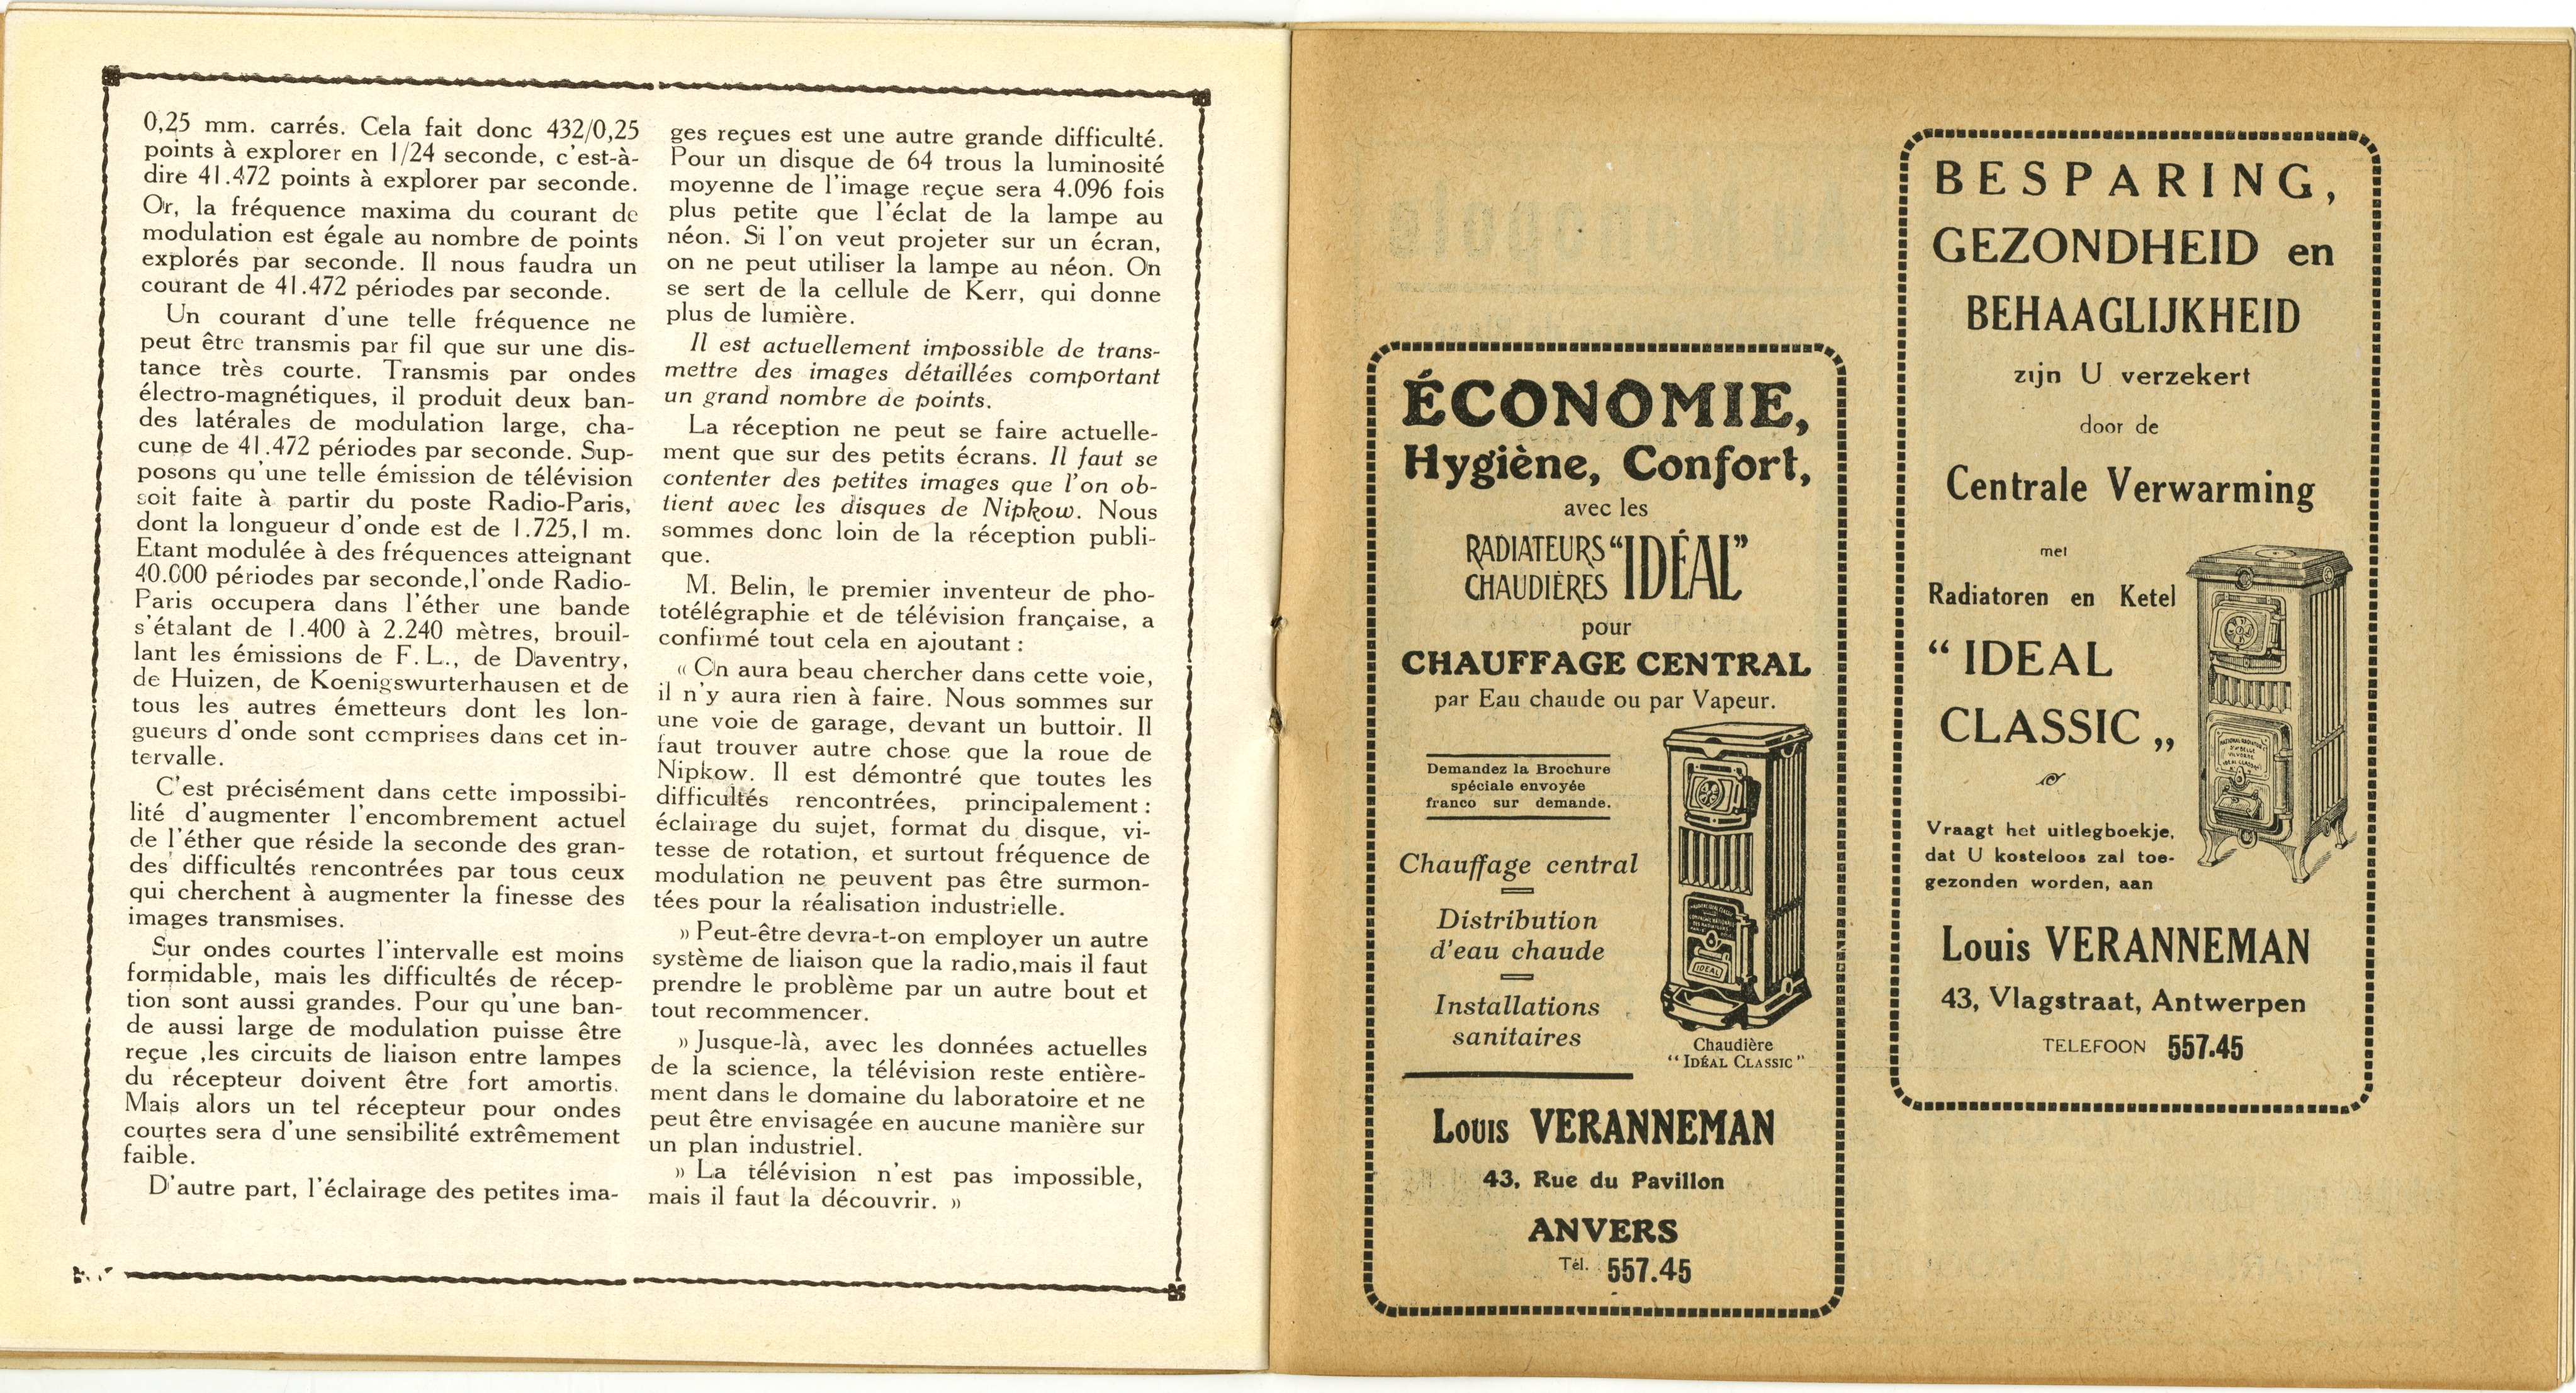 0,25 mm. carrés. Cela fait donc 432/0,25
points à explorer en 1/24 seconde, c'est-à-
dire 41.472 points à explorer par seconde.
Or, la fréquence maxima du courant de
modulation est égale au nombre de points
explorés par seconde. Il nous faudra un
courant de 41.472 périodes par seconde.
Un courant d'une telle fréquence ne
peut être transmis par fil que sur une dis-
tance très courte. Transmis par ondes
électro-magnétiques, il produit deux ban-
des latérales de modulation large, cha-
cune de 41.472 périodes par seconde. Sup-
posons qu'une telle émission de télévision
soit faite à partir du poste Radio-Paris,
dont la longueur d'onde est de 1.725,1 m.
Etant modulée à des fréquences atteignant
40.000 périodes par seconde,l'onde Radio-
Paris occupera dans l'éther une bande
s'étalant de 1.400 à 2.240 mètres, brouil-
lant les émissions de F.L., de Daventry,
de Huizen, de Koenigswurterhausen et de
tous les autres émetteurs dont les lon-
gueurs d'onde sont comprises dans cet in-
tervalle.
C'est précisément dans cette impossibi-
lité d'augmenter l'encombrement actuel
de l'éther que réside la seconde des gran-
des difficultés rencontrées par tous ceux
qui cherchent à augmenter la finesse des
images transmises.
Sur ondes courtes l'intervalle est moins
formidable, mais les difficultés de récep-
tion sont aussi grandes. Pour qu'une ban-
de aussi large de modulation puisse être
reçue ,les circuits de liaison entre lampes
du récepteur doivent être fort amortis.
Mais alors un tel récepteur pour ondes
courtes sera d'une sensibilité extrêmement
faible.
D'autre part, l'éclairage des petites ima-
ges reçues est une autre grande difficulté.
Pour un disque de 64 trous la luminosité
moyenne de l'image reçue sera 4.096 fois
plus petite que l'éclat de la lampe au
néon. Si l'on veut projeter sur un écran,
on ne peut utiliser la lampe au néon. On
se sert de la cellule de Kerr, qui donne
plus de lumière.
Il est actuellement impossible de trans-
mettre des images détaillées comportant
un grand nombre de points.
La réception ne peut se faire actuelle-
ment que sur des petits écrans. Il faut se
contenter des petites images que l'on ob-
tient avec les disques de Nipkow. Nous
sommes donc loin de la réception publi-
que.
M. Belin, le premier inventeur de pho-
totélégraphie et de télévision française, a
confirmé tout cela en ajoutant :
« On aura beau chercher dans cette voie,
il n'y aura rien à faire. Nous sommes sur
une voie de garage, devant un buttoir. Il
faut trouver autre chose que la roue de
Nipkow. Il est démontré que toutes les
difficultés rencontrées, principalement :
éclairage du sujet, format du disque, vi-
tesse de rotation, et surtout fréquence de
modulation ne peuvent pas être surmon-
tées pour la réalisation industrielle.
» Peut-être devra-t-on employer un autre
système de liaison que la radio,mais il faut
prendre le problème par un autre bout et
tout recommencer.
» Jusque-là, avec les données actuelles
de la science, la télévision reste entière-
ment dans le domaine du laboratoire et ne
peut être envisagée en aucune manière sur
un plan industriel.
» La télévision n'est pas impossible,
mais il faut la découvrir. »
ÉCONOMIE,
Hygiène, Confort,
avec les
RADIATEURS
CHAUDIÈRES
"IDÉAL"
pour
CHAUFFAGE CENTRAL
par Eau chaude ou par Vapeur.
Demandez la Brochure
spéciale envoyée
franco sur demande.
Chauffage central
Distribution
d'eau chaude
Installations
sanitaires
IDEAL
Chaudière
"IDÉAL CLASSIC"
Louis VERANNEMAN
43, Rue du Pavillon
ANVERS
Tél. 557.45
BESPARING,
GEZONDHEID en
BEHAAGLIJKHEID
zijn U verzekert
door de
Centrale Verwarming
met
Radiatoren en Ketel
"IDEAL
CLASSIC„
Vraagt het uitlegboekje,
dat U kosteloos zal toe-
gezonden worden, aan
Louis VERANNEMAN
43, Vlagstraat, Antwerpen
TELEFOON 557.45